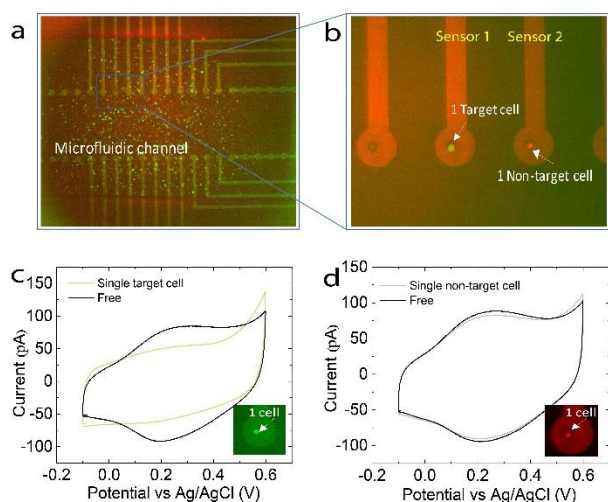 a
Microfluidic channel
b
Sensor 1 Sensor 2
1 Target cell
1 Non-target cell
c
150
100
50
0
-50
-100
Current (pA)
Single target cell
Free
1 cell
-0.2 0.0 0.2 0.4 0.6
Potential vs Ag/AgCl (V)
d
150
100
50
0
-50
-100
Current (pA)
Single non-target cell
Free
1 cell
-0.2 0.0 0.2 0.4 0.6
Potential vs Ag/AgCl (V)